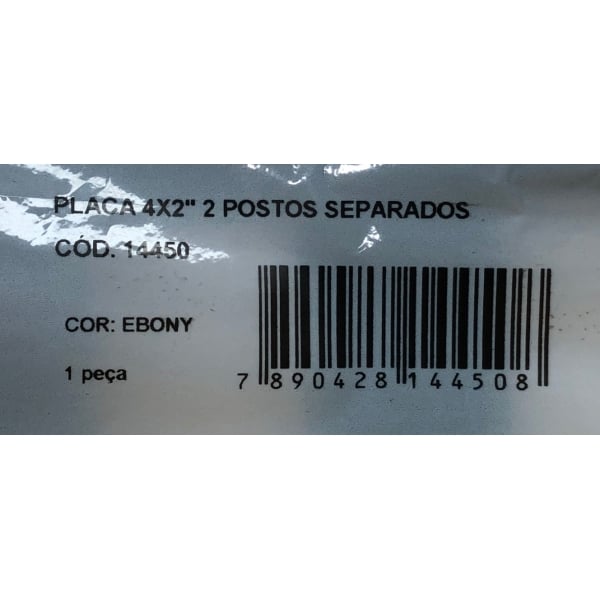 PLACA 4X2" 2 POSTOS SEPARADOS
CÓD. 14450
COR: EBONY
1 peça
7 890428 144508